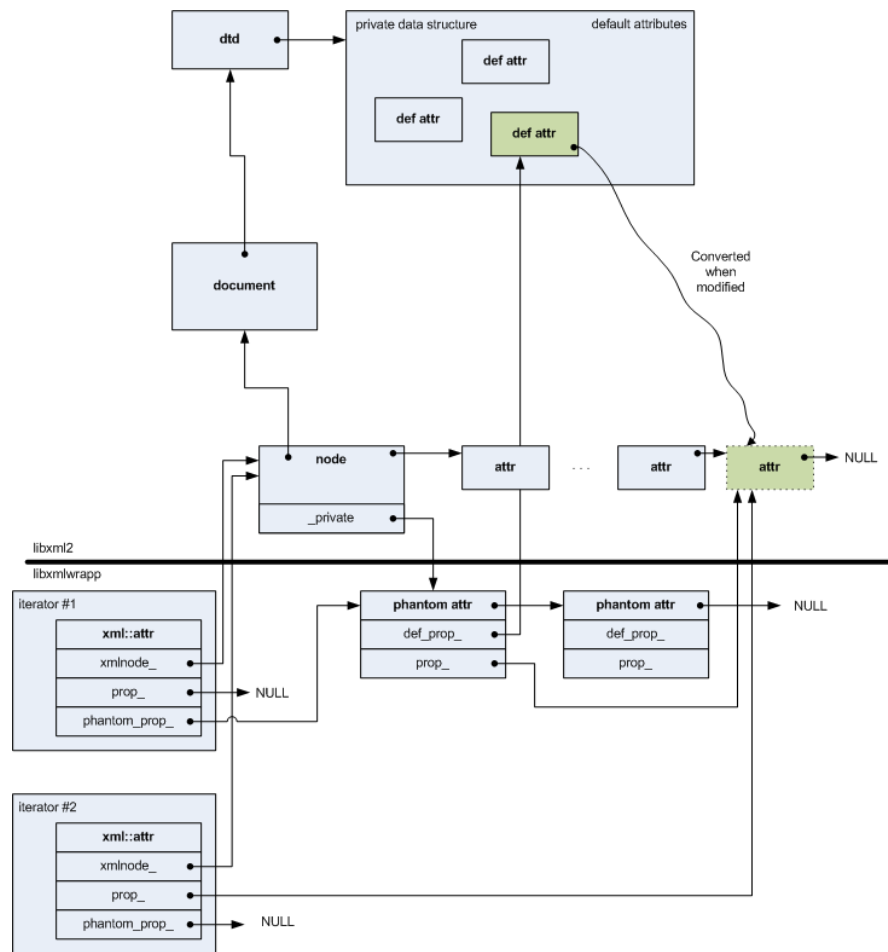 private data structure
default attributes
dtd
def attr
def attr
def attr
Converted
when
modified
document
node
attr
. . .
attr
attr
NULL
_private
libxml2
libxmlwrapp
iterator #1
xml::attr
xmlnode_
prop_
NULL
phantom_prop_
phantom attr
def_prop_
prop_
phantom attr
def_prop_
prop_
NULL
iterator #2
xml::attr
xmlnode_
prop_
phantom_prop_
NULL